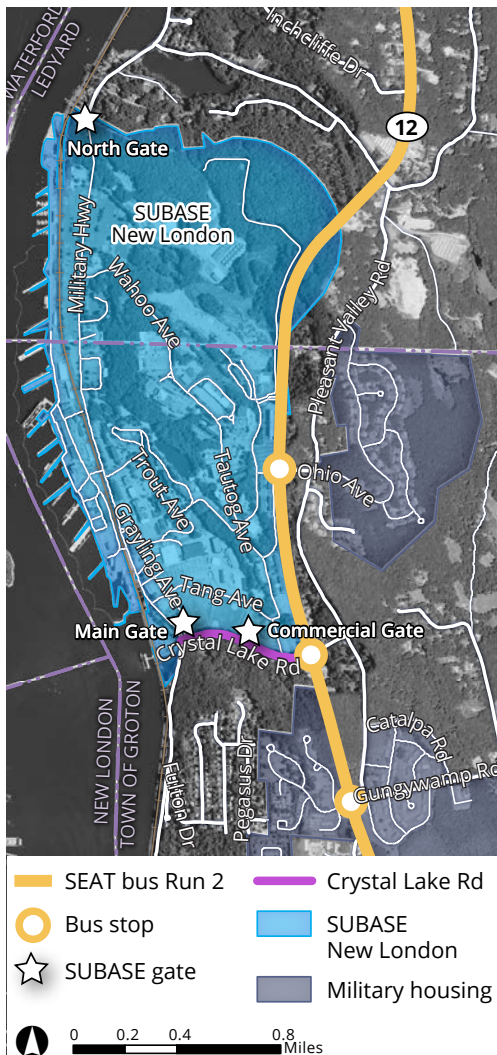 WATERFORD
LEDYARD
Inchcliffe Dr
12
North Gate
SUBASE
New London
Military Hwy
Wahoo Ave
Pleasant Valley Rd
Ohio Ave
Trout Ave
Tautog Ave
Grayling Ave
Tang Ave
Main Gate
Commercial Gate
Crystal Lake Rd
NEW LONDON
TOWN OF GROTON
Fulton Dr
Pegasus Dr
Catalpa Rd
Gungywamp Rd
SEAT bus Run 2
Bus stop
SUBASE gate
Crystal Lake Rd
SUBASE
New London
Military housing
0 0.2 0.4 0.8
Miles